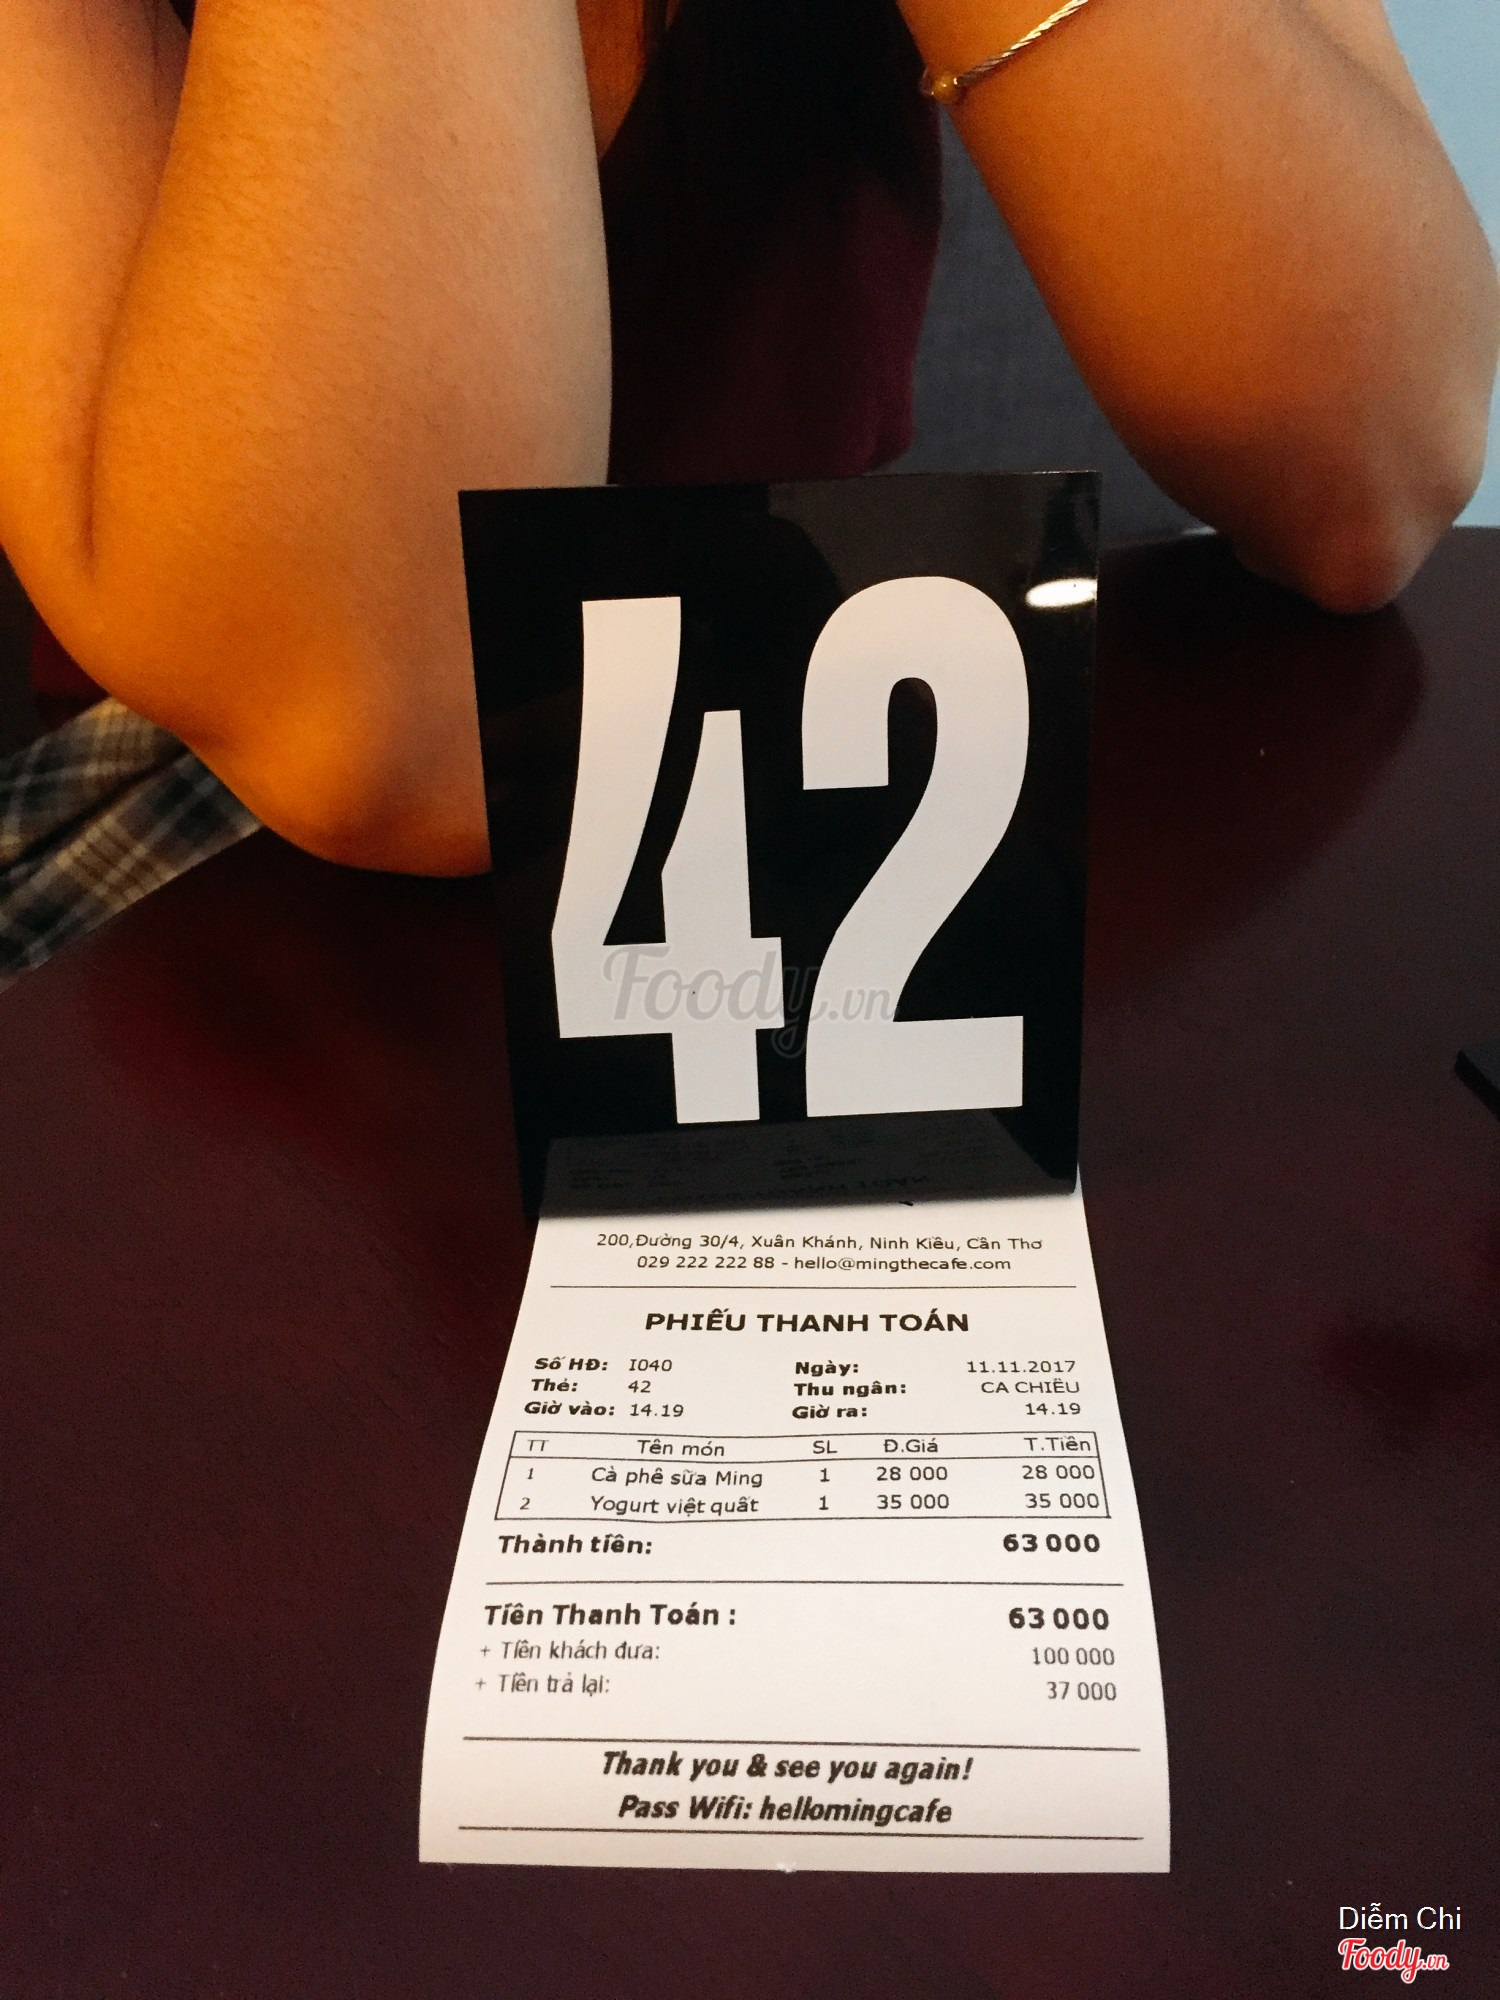 42
Foody.vn
200,Đường 30/4, Xuân Khánh, Ninh Kiều, Cần Thơ
029 222 222 88 - hello@mingthecafe.com
PHIẾU THANH TOÁN
Số HĐ: I040 Ngày: 11.11.2017
Thẻ: 42 Thu ngân: CA CHIỀU
Giờ vào: 14.19 Giờ ra: 14.19
TT Tên món SL Đ.Giá T.Tiền
1 Cà phê sữa Ming 1 28 000 28 000
2 Yogurt việt quất 1 35 000 35 000
Thành tiền: 63 000
Tiền Thanh Toán : 63 000
+ Tiền khách đưa: 100 000
+ Tiền trả lại: 37 000
Thank you & see you again!
Pass Wifi: hellomingcafe
Diễm Chi
Foody.vn